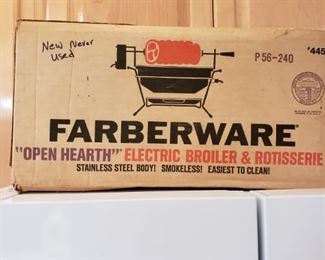 New Never
Used
P 56-240
#445
FARBERWARE®
"OPEN HEARTH" ELECTRIC BROILER & ROTISSERIE
STAINLESS STEEL BODY! SMOKELESS! EASIEST TO CLEAN!